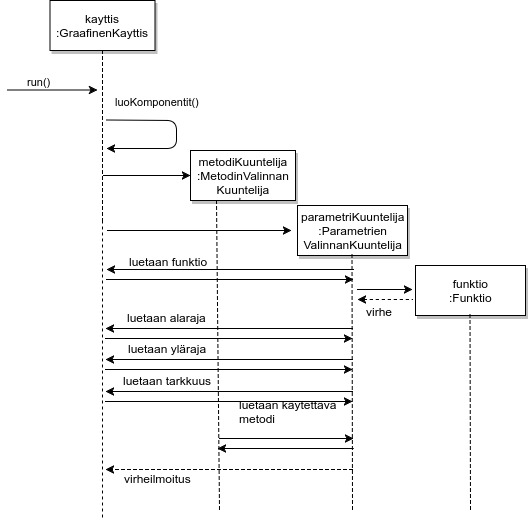 kayttis
:GraafinenKayttis
run()
luoKomponentit()
metodiKuuntelija
:MetodinValinnan
Kuuntelija
parametriKuuntelija
:Parametrien
ValinnanKuuntelija
luetaan funktio
funktio
:Funktio
virhe
luetaan alaraja
luetaan yläraja
luetaan tarkkuus
luetaan käytettävä
metodi
virheilmoitus